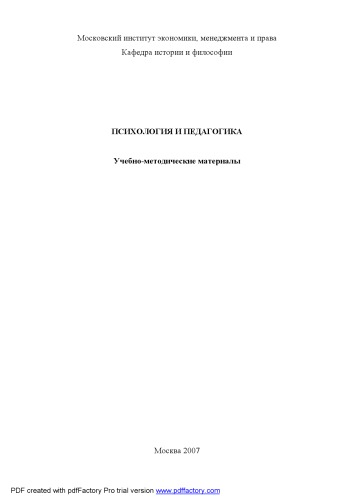 Московский институт экономики, менеджмента и права
Кафедра истории и философии
ПСИХОЛОГИЯ И ПЕДАГОГИКА
Учебно-методические материалы
Москва 2007
PDF created with pdfFactory Pro trial version www.pdffactory.com